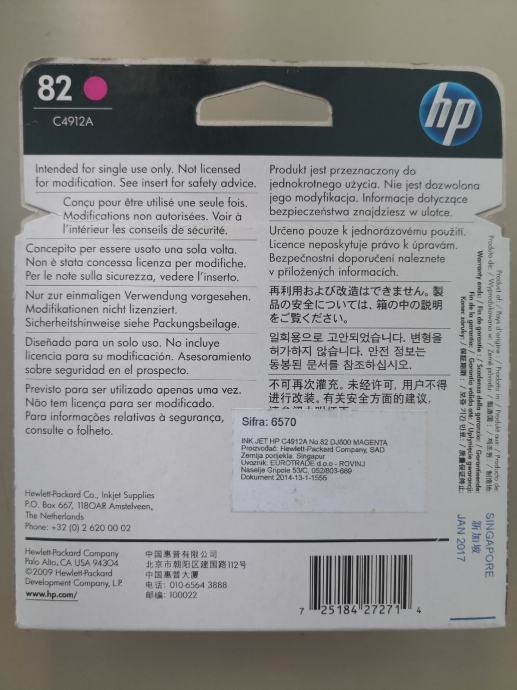 82
C4912A
hp
Intended for single use only. Not licensed
for modification. See insert for safety advice.
Conçu pour être utilisé une seule fois.
Modifications non autorisées. Voir à
l'intérieur les conseils de sécurité.
Concepito per essere usato una sola volta.
Non è stata concessa licenza per modifiche.
Per le note sulla sicurezza, vedere l'inserto.
Nur zur einmaligen Verwendung vorgesehen.
Modifikationen nicht lizenziert.
Sicherheitshinweise siehe Packungsbeilage.
Diseñado para un solo uso. No incluye
licencia para su modificación. Asesoramiento
sobre seguridad en el prospecto.
Previsto para ser utilizado apenas uma vez.
Não tem licença para modificação.
Para informações relativas à segurança,
consulte o folheto.
Produkt jest przeznaczony do
jednokrotnego użycia. Nie jest dozwolona
jego modyfikacja. Informacje dotyczące
bezpieczeństwa znajdziesz w ulotce.
Určeno pouze k jednorázovému použití.
Licence neposkytuje právo k úpravám.
Bezpečnostní doporučení naleznete
v přiložených informacích.
再利用および改造はできません。製
品の安全については、箱の中の説明
をご覧ください。
일회용으로 고안되었습니다. 변형을
허가하지 않습니다. 안전 정보는
동봉된 문서를 참조하십시오.
不可再次灌充。未经许可，用户不得
进行改装。有关安全方面的建议，
Sifra: 6570
INK JET HP C4912A No.82 DJ800 MAGENTA
Proizvođač: Hewlett-Packard Company, SAD
Zemlja porijekla: Singapur
Uvoznik: EUROTRADE d.o.o - ROVINJ
Naselje Gripole 53/C, 052/803-669
Dokument 2014-13-1-1555
Hewlett-Packard Co., Inkjet Supplies
P.O. Box 667, 1180AR Amstelveen,
The Netherlands
Phone: +32 (0) 2 620 00 02
Hewlett-Packard Company
Palo Alto, CA USA 94304
©2009 Hewlett-Packard
Development Company, L.P.
www.hp.com/
中国惠普有限公司
北京市朝阳区建国路112号
中国惠普大厦
电话: 010-6564 3888
邮编: 100022
7 25184 27271 4
Product of: / Pays d'origine: /
Warranty ends: / Fin de garantie: /
SINGAPORE
新加坡
JAN 2017